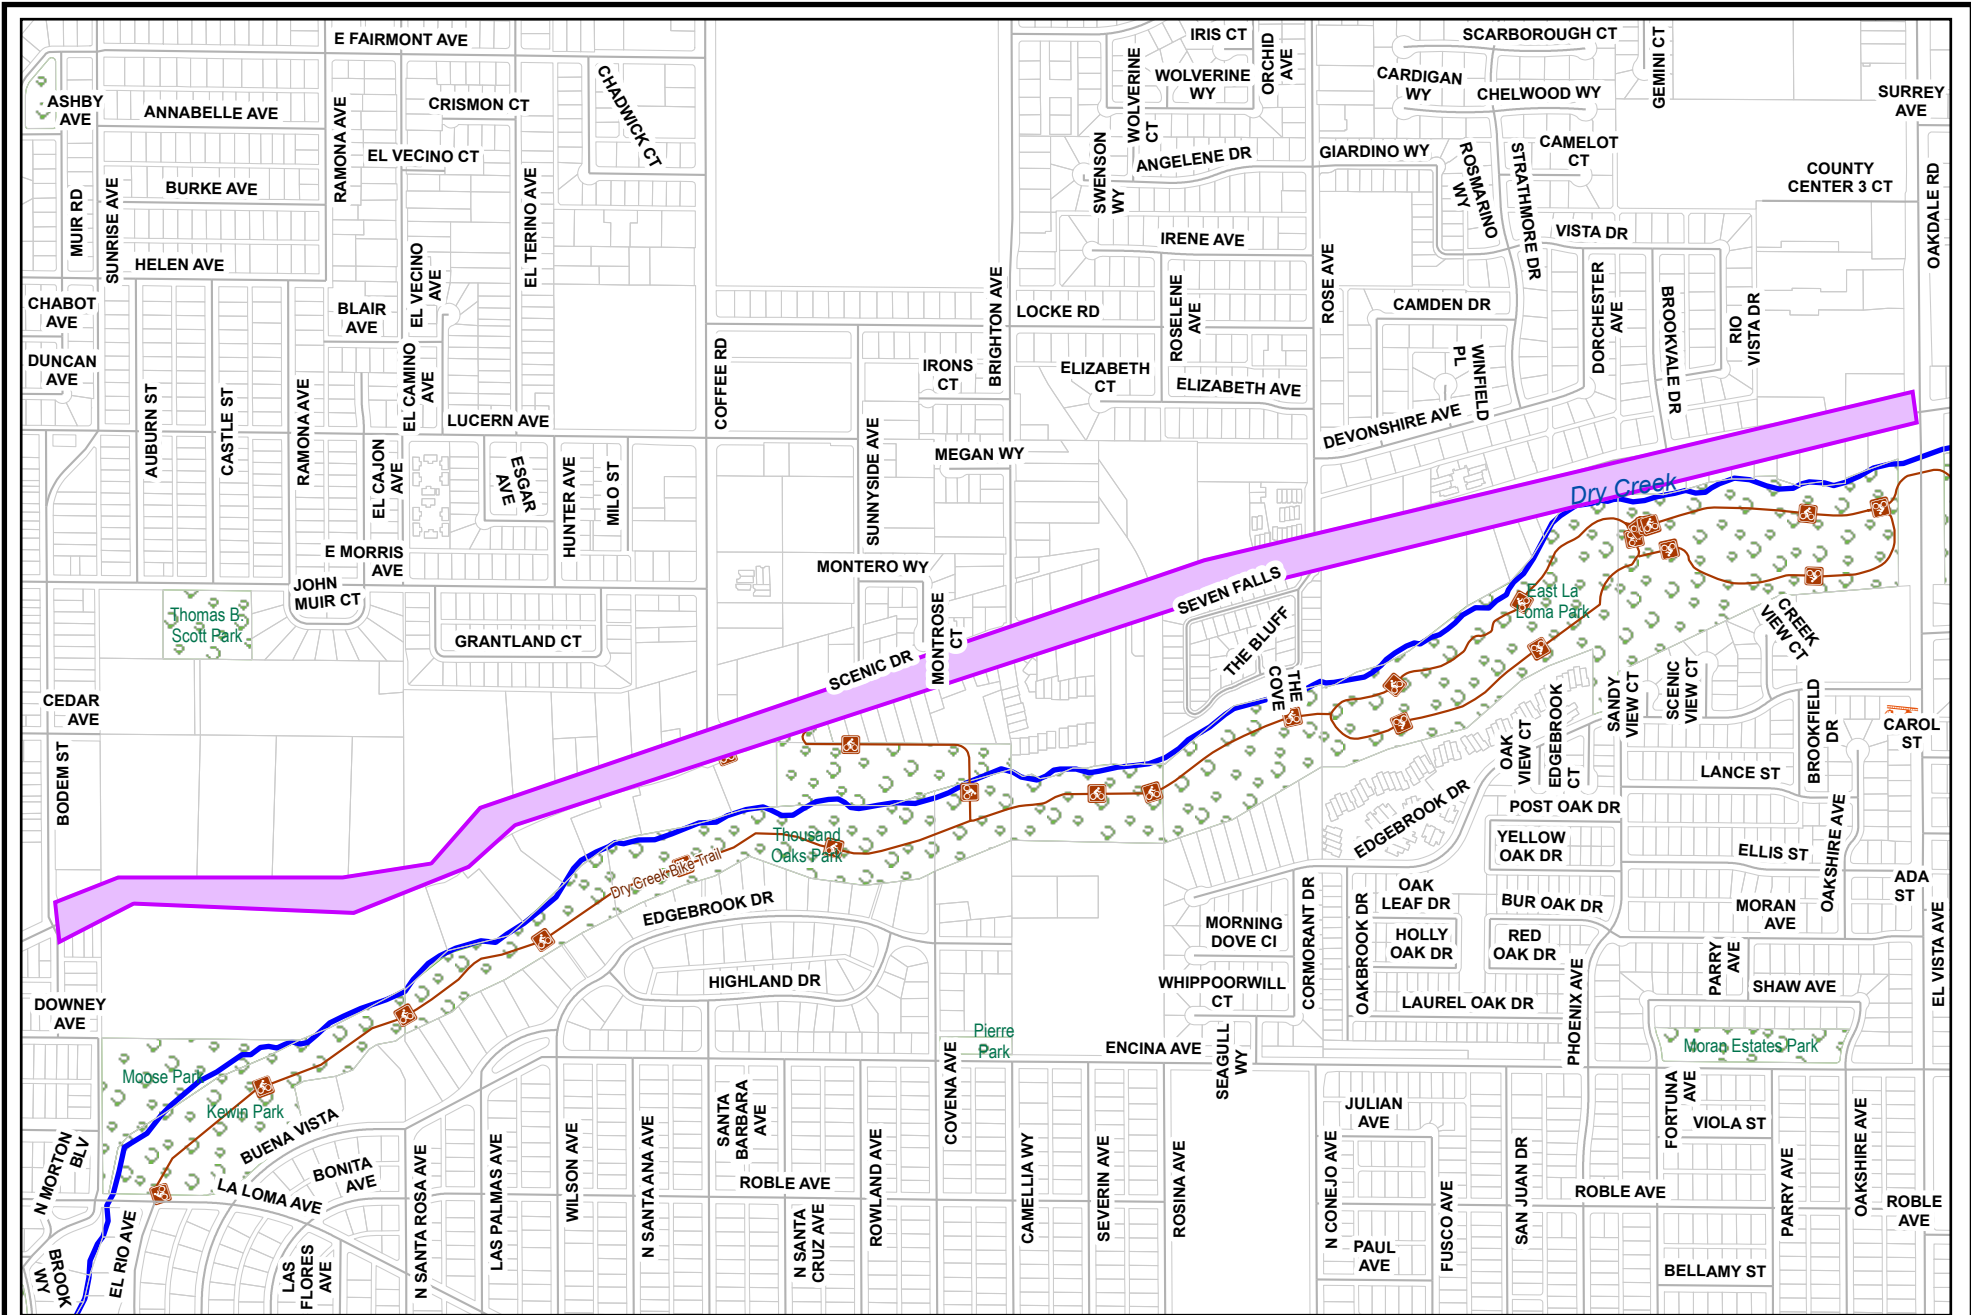 E FAIRMONT AVE
IRIS CT
ORCHID
AVE
SCARBOROUGH CT
GEMINI CT
CHADWICK CT
WOLVERINE
WY
WOLVERINE
CT
CARDIGAN
WY
CHELWOOD WY
SURREY
AVE
ASHBY
AVE
ANNABELLE AVE
RAMONA AVE
CRISMON CT
EL VECINO CT
SWENSON
WY
ANGELENE DR
GIARDINO WY
ROSMARINO
WY
STRATHMORE DR
CAMELOT
CT
COUNTY
CENTER 3 CT
OAKDALE RD
MUIR RD
SUNRISE AVE
BURKE AVE
EL TERINO AVE
HELEN AVE
EL VECINO
AVE
IRENE AVE
ROSE AVE
VISTA DR
CHABOT
AVE
BLAIR
AVE
BRIGHTON AVE
LOCKE RD
ROSELENE
AVE
CAMDEN DR
DORCHESTER
AVE
BROOKVALE DR
RIO
VISTA DR
DUNCAN
AVE
AUBURN ST
CASTLE ST
RAMONA AVE
EL CAMINO
AVE
LUCERN AVE
COFFEE RD
IRONS
CT
ELIZABETH
CT
ELIZABETH AVE
WINFIELD
PL
DEVONSHIRE AVE
EL CAJON
AVE
ESGAR
AVE
HUNTER AVE
MILO ST
SUNNYSIDE AVE
MEGAN WY
Dry Creek
E MORRIS
AVE
JOHN
MUIR CT
MONTERO WY
SEVEN FALLS
Thomas B.
Scott Park
GRANTLAND CT
SCENIC DR
MONTROSE
CT
THE BLUFF
THE
COVE
East La
Loma Park
CREEK
VIEW CT
CEDAR
AVE
BODEM ST
OAK
VIEW CT
EDGEBROOK
CT
SANDY
VIEW CT
SCENIC
VIEW CT
BROOKFIELD
DR
CAROL
ST
LANCE ST
EDGEBROOK DR
POST OAK DR
YELLOW
OAK DR
ELLIS ST
OAKSHIRE AVE
ADA
ST
Thousand
Oaks Park
Dry Creek Bike Trail
EDGEBROOK DR
HIGHLAND DR
MORNING
DOVE CI
CORMORANT DR
OAKBROOK DR
OAK
LEAF DR
HOLLY
OAK DR
BUR OAK DR
RED
OAK DR
MORAN
AVE
PARRY
AVE
EL VISTA AVE
DOWNEY
AVE
WHIPPOORWILL
CT
LAUREL OAK DR
PHOENIX AVE
SHAW AVE
Pierre
Park
ENCINA AVE
SEAGULL
WY
Moran Estates Park
Moose Park
Kewin Park
BUENA VISTA
N MORTON
BLV
BONITA
AVE
LA LOMA AVE
N SANTA ROSA AVE
LAS PALMAS AVE
WILSON AVE
N SANTA ANA AVE
SANTA
BARBARA
AVE
ROBLE AVE
N SANTA
CRUZ AVE
ROWLAND AVE
COVENA AVE
CAMELLIA WY
SEVERIN AVE
ROSINA AVE
N CONEJO AVE
JULIAN
AVE
FUSCO AVE
SAN JUAN DR
FORTUNA
AVE
VIOLA ST
PARRY AVE
OAKSHIRE AVE
ROBLE AVE
ROBLE
AVE
BROOK
WY
EL RIO AVE
LAS
FLORES
AVE
PAUL
AVE
BELLAMY ST